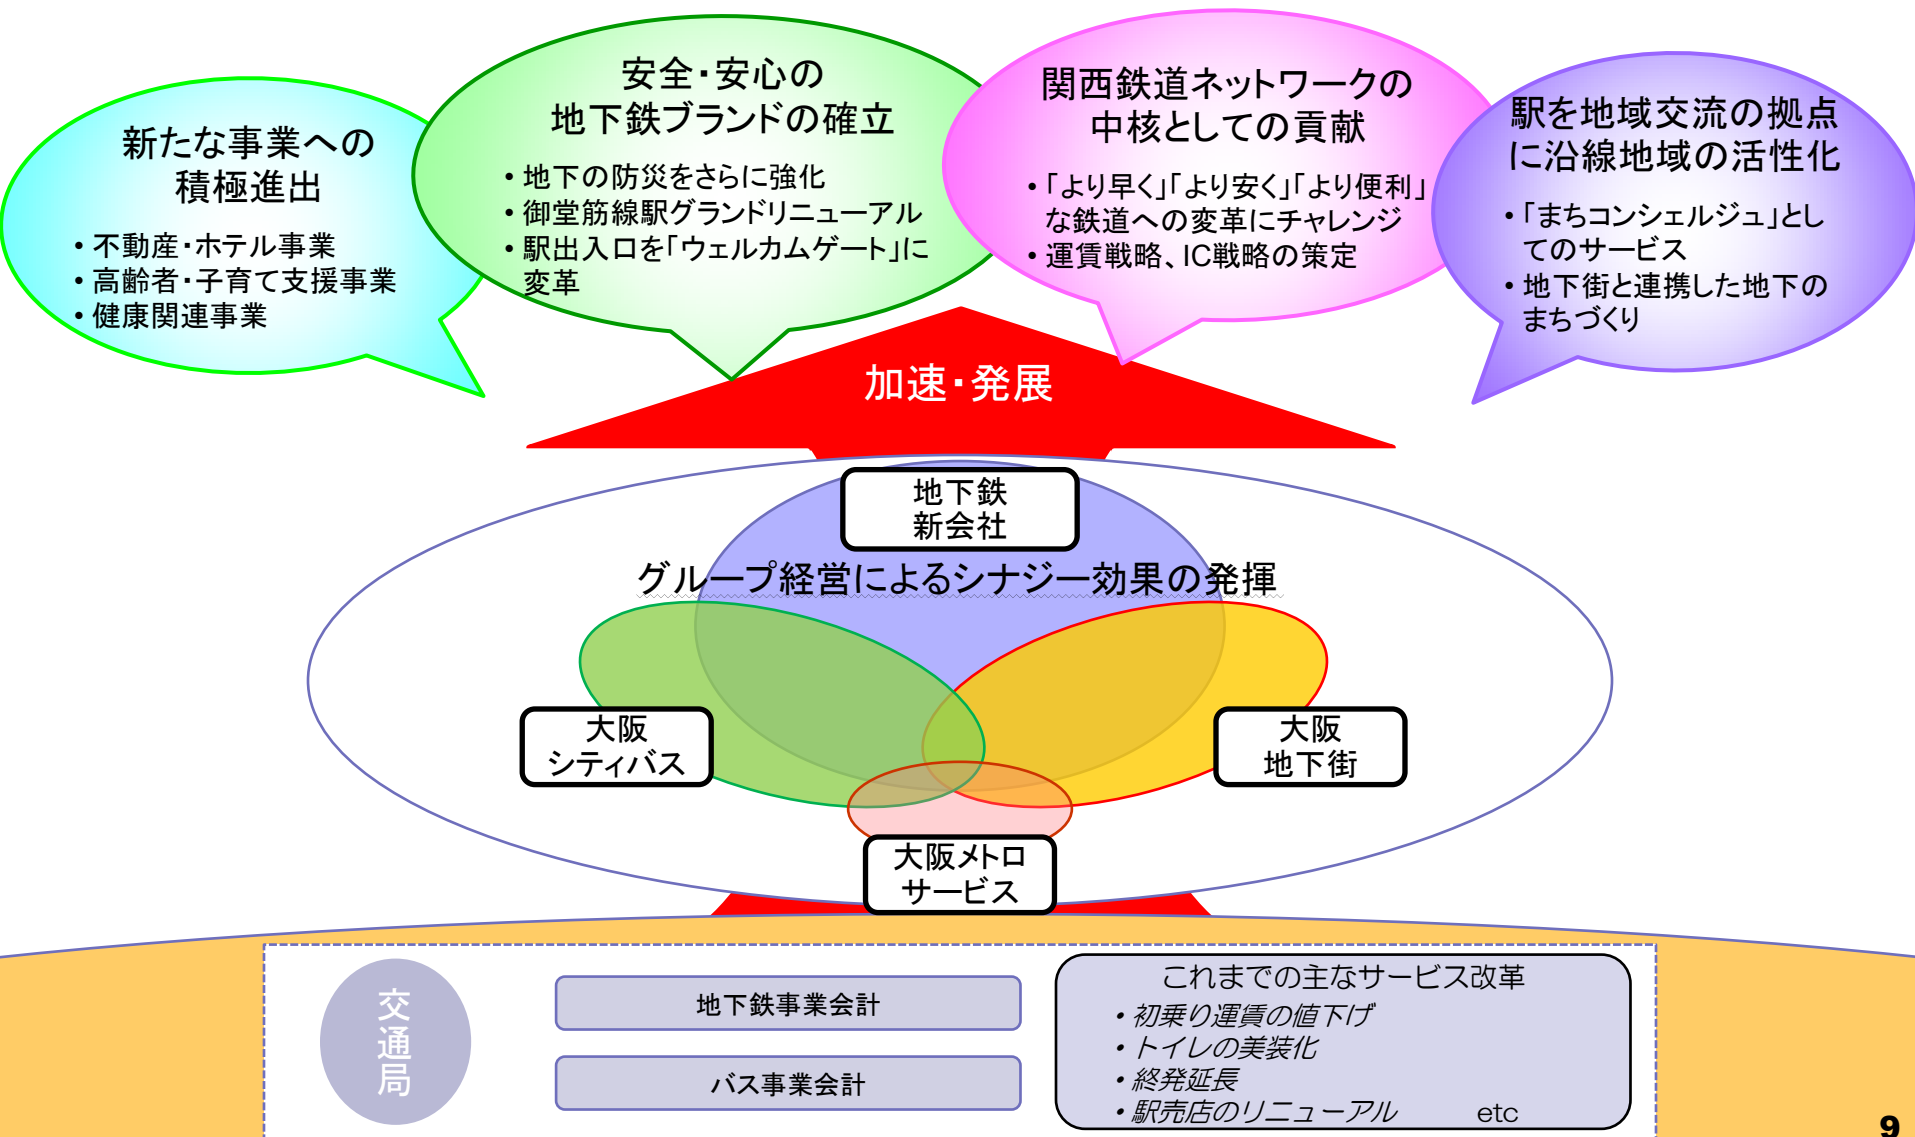 新たな事業への
積極進出
•不動産・ホテル事業
•高齢者・子育て支援事業
•健康関連事業
安全・安心の
地下鉄ブランドの確立
•地下の防災をさらに強化
•御堂筋線駅グランドリニューアル
•駅出入口を「ウェルカムゲート」に
変革
関西鉄道ネットワークの
中核としての貢献
•「より早く」「より安く」「より便利」
な鉄道への変革にチャレンジ
•運賃戦略、IC戦略の策定
駅を地域交流の拠点
に沿線地域の活性化
•「まちコンシェルジュ」とし
てのサービス
•地下街と連携した地下の
まちづくり
加速・発展
地下鉄
新会社
グループ経営によるシナジー効果の発揮
大阪
シティバス
大阪
地下街
大阪メトロ
サービス
交通局
地下鉄事業会計
バス事業会計
これまでの主なサービス改革
・初乗り運賃の値下げ
・トイレの美装化
・終発延長
・駅売店のリニューアル etc
9